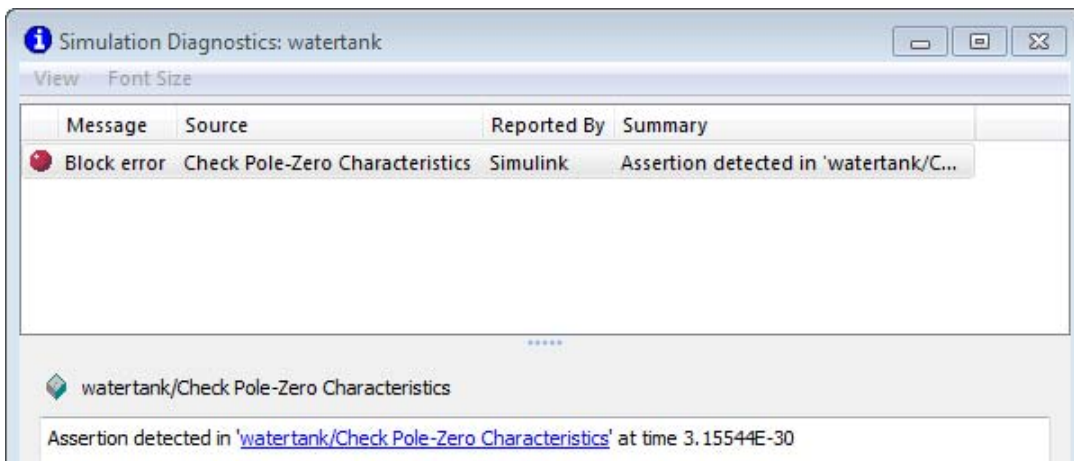 Simulation Diagnostics: watertank
View Font Size
Message Source Reported By Summary
Block error Check Pole-Zero Characteristics Simulink Assertion detected in 'watertank/C...
watertank/Check Pole-Zero Characteristics
Assertion detected in 'watertank/Check Pole-Zero Characteristics' at time 3.15544E-30